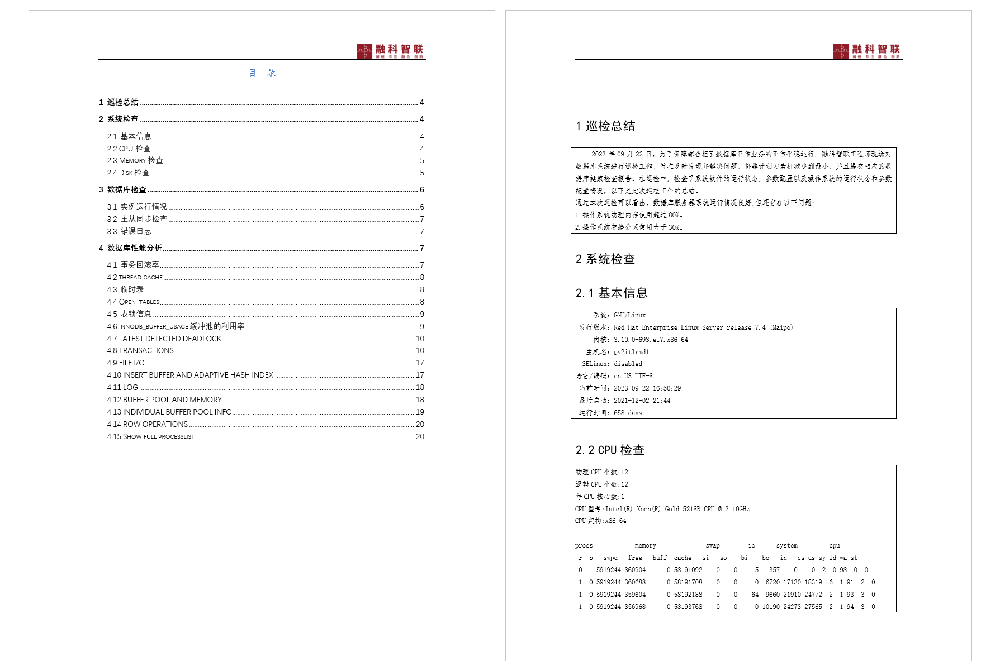 融科智联
诚信 专注 融合 创新
目 录
1 巡检总结 4
2 系统检查 4
2.1 基本信息 4
2.2 CPU 检查 4
2.3 MEMORY 检查 5
2.4 DISK 检查 5
3 数据库检查 6
3.1 实例运行情况 6
3.2 主从同步检查 7
3.3 错误日志 7
4 数据库性能分析 7
4.1 事务回滚率 7
4.2 THREAD CACHE 8
4.3 临时表 8
4.4 OPEN_TABLES 8
4.5 表锁信息 9
4.6 INNODB_BUFFER_USAGE 缓冲池的利用率 9
4.7 LATEST DETECTED DEADLOCK 10
4.8 TRANSACTIONS 10
4.9 FILE I/O 17
4.10 INSERT BUFFER AND ADAPTIVE HASH INDEX 17
4.11 LOG 18
4.12 BUFFER POOL AND MEMORY 18
4.13 INDIVIDUAL BUFFER POOL INFO 19
4.14 ROW OPERATIONS 20
4.15 SHOW FULL PROCESSLIST 20
融科智联
诚信 专注 融合 创新
1 巡检总结
2023 年 09 月 22 日，为了保障综合柜面数据库日常业务的正常平稳运行，融科智联工程师现场对
数据库系统进行巡检工作，旨在及时发现并解决问题，将非计划内宕机减少到最小，并且提交相应的数
据库健康检查报告。在巡检中，检查了系统软件的运行状态，参数配置以及操作系统的运行状态和参数
配置情况，以下是此次巡检工作的总结。
通过本次巡检可以看出，数据库服务器系统运行情况良好,但还存在以下问题：
1.操作系统物理内存使用超过 80%。
2.操作系统交换分区使用大于 30%。
2 系统检查
2.1 基本信息
系统: GNU/Linux
发行版本: Red Hat Enterprise Linux Server release 7.4 (Maipo)
内核: 3.10.0-693.el7.x86_64
主机名: pv2itlrmd1
SELinux: disabled
语言/编码: en_US.UTF-8
当前时间: 2023-09-22 16:50:29
最后启动: 2021-12-02 21:44
运行时间: 658 days
2.2 CPU 检查
物理 CPU 个数:12
逻辑 CPU 个数:12
每 CPU 核心数:1
CPU 型号:Intel(R) Xeon(R) Gold 5218R CPU @ 2.10GHz
CPU 架构:x86_64
procs -----------memory---------- ---swap-- -----io---- -system-- ------cpu-----
r b swpd free buff cache si so bi bo in cs us sy id wa st
0 1 5919244 360904 0 58191092 0 0 5 357 0 0 2 0 98 0 0
1 0 5919244 360688 0 58191708 0 0 0 6720 17130 18319 6 1 91 2 0
1 0 5919244 359604 0 58192188 0 0 64 9660 21910 24772 2 1 93 3 0
1 0 5919244 356968 0 58193768 0 0 0 10190 24273 27565 2 1 94 3 0